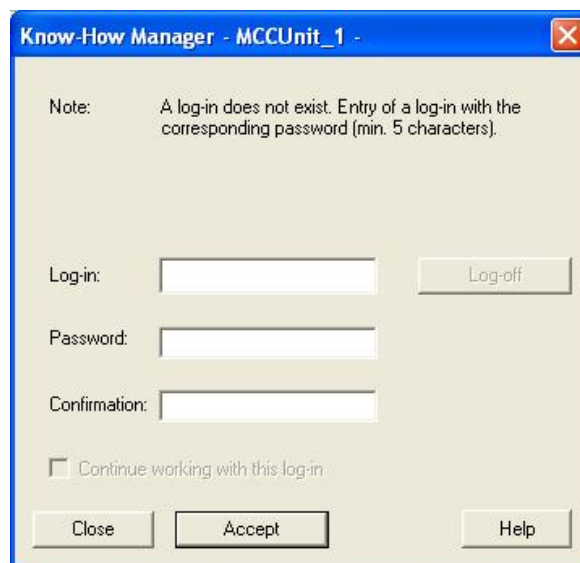 Know-How Manager - MCCUnit_1 -
Note: A log-in does not exist. Entry of a log-in with the
corresponding password (min. 5 characters).
Log-in: Log-off
Password:
Confirmation:
Continue working with this log-in
Close Accept Help